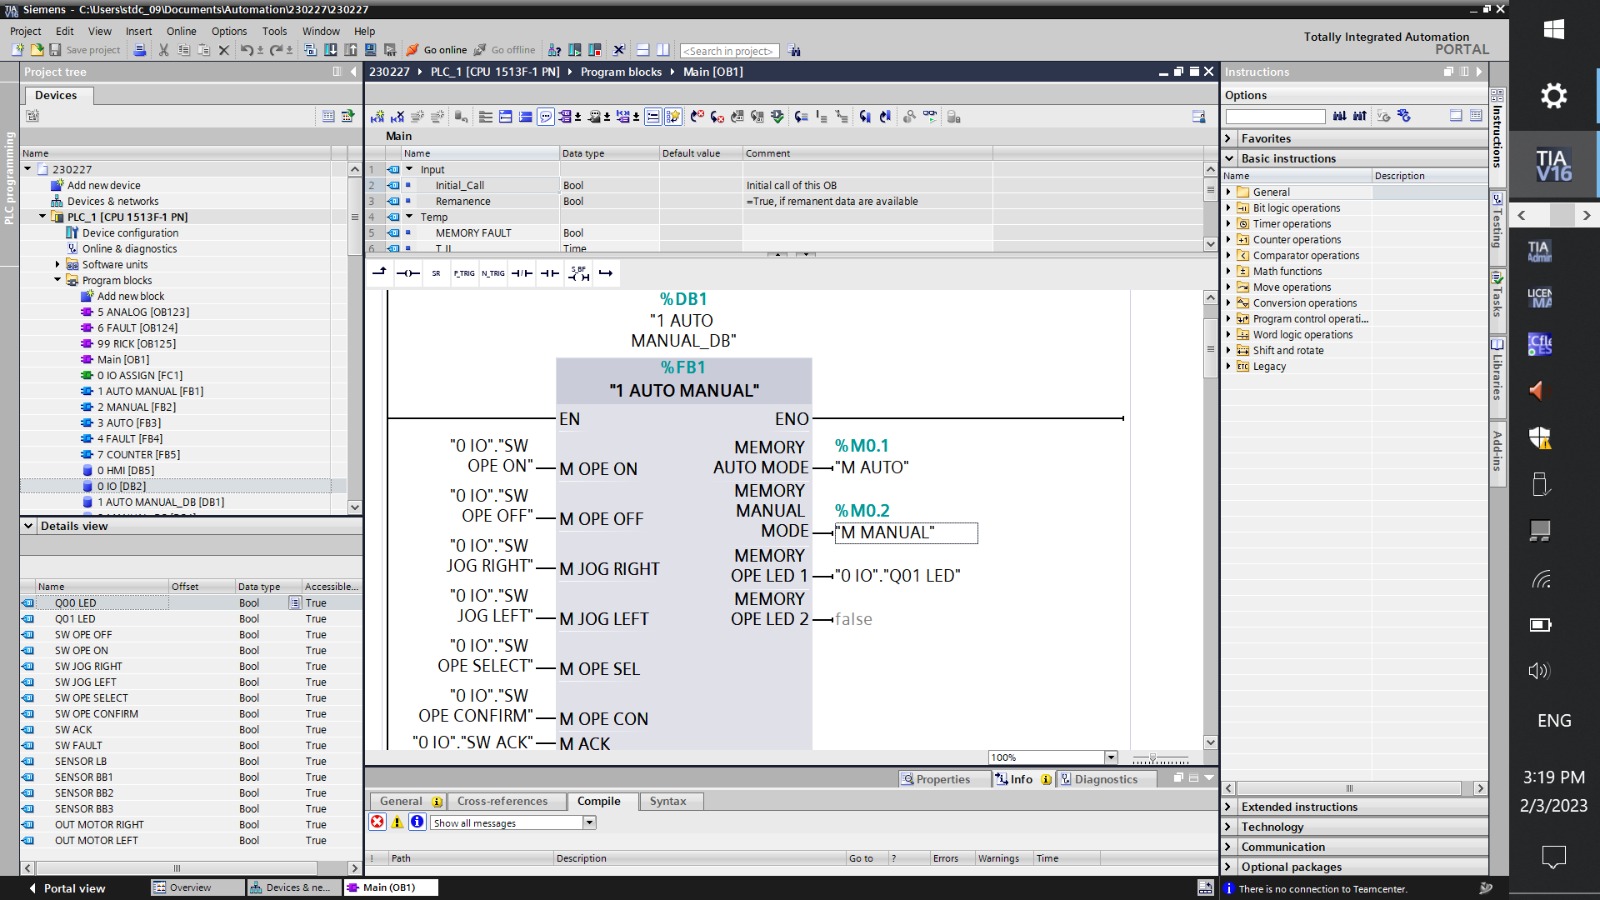 Siemens - C:\Users\stdc_09\Documents\Automation\230227\230227
Project Edit View Insert Online Options Tools Window Help
Totally Integrated Automation
PORTAL
Save project Go online Go offline <Search in project>
Project tree
Devices
PLC programming
Name
230227
Add new device
Devices & networks
PLC_1 [CPU 1513F-1 PN]
Device configuration
Online & diagnostics
Software units
Program blocks
Add new block
5 ANALOG [OB123]
6 FAULT [OB124]
99 RICK [OB125]
Main [OB1]
0 IO ASSIGN [FC1]
1 AUTO MANUAL [FB1]
2 MANUAL [FB2]
3 AUTO [FB3]
4 FAULT [FB4]
7 COUNTER [FB5]
0 HMI [DB5]
0 IO [DB2]
1 AUTO MANUAL_DB [DB1]
Details view
Name Offset Data type Accessible...
Q00 LED Bool True
Q01 LED Bool True
SW OPE OFF Bool True
SW OPE ON Bool True
SW JOG RIGHT Bool True
SW JOG LEFT Bool True
SW OPE SELECT Bool True
SW OPE CONFIRM Bool True
SW ACK Bool True
SW FAULT Bool True
SENSOR LB Bool True
SENSOR BB1 Bool True
SENSOR BB2 Bool True
SENSOR BB3 Bool True
OUT MOTOR RIGHT Bool True
OUT MOTOR LEFT Bool True
230227 PLC_1 [CPU 1513F-1 PN] Program blocks Main [OB1]
Main
Name Data type Default value Comment
1 Input
2 Initial_Call Bool Initial call of this OB
3 Remanence Bool =True, if remanent data are available
4 Temp
5 MEMORY FAULT Bool
6 Time
SR P_TRIG N_TRIG
%DB1
"1 AUTO
MANUAL_DB"
%FB1
"1 AUTO MANUAL"
EN ENO
"0 IO"."SW
OPE ON" M OPE ON
MEMORY
AUTO MODE
%M0.1
"M AUTO"
"0 IO"."SW
OPE OFF" M OPE OFF
MEMORY
MANUAL
MODE
%M0.2
"M MANUAL"
"0 IO"."SW
JOG RIGHT" M JOG RIGHT
MEMORY
OPE LED 1 "0 IO"."Q01 LED"
"0 IO"."SW
JOG LEFT" M JOG LEFT
MEMORY
OPE LED 2 false
"0 IO"."SW
OPE SELECT" M OPE SEL
"0 IO"."SW
OPE CONFIRM" M OPE CON
"0 IO"."SW ACK" M ACK
100%
Properties Info Diagnostics
General Cross-references Compile Syntax
Show all messages
! Path Description Go to ? Errors Warnings Time
Instructions
Options
Favorites
Basic instructions
Name Description
General
Bit logic operations
Timer operations
Counter operations
Comparator operations
Math functions
Move operations
Conversion operations
Program control operati...
Word logic operations
Shift and rotate
Legacy
Extended instructions
Technology
Communication
Optional packages
Instructions
Testing
Tasks
Libraries
Add-ins
Portal view Overview Devices & ne... Main (OB1)
There is no connection to Teamcenter.
TIA
V16
TIA
Admin
LICEN
MA
ENG
3:19 PM
2/3/2023